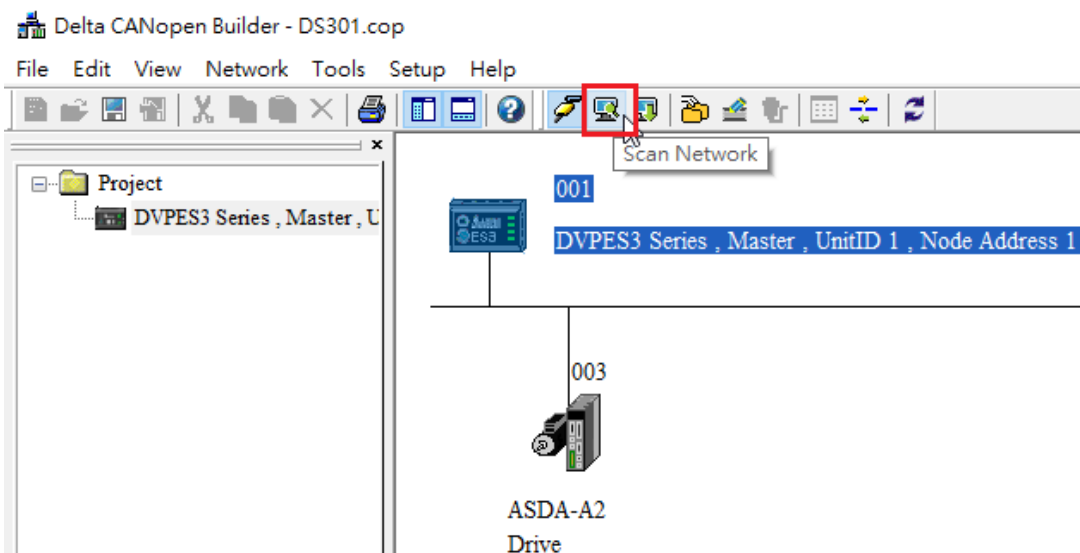 Delta CANopen Builder - DS301.cop
File Edit View Network Tools Setup Help
Scan Network
Project
DVPES3 Series , Master , U
001
ES3
DVPES3 Series , Master , UnitID 1 , Node Address 1
003
ASDA-A2
Drive